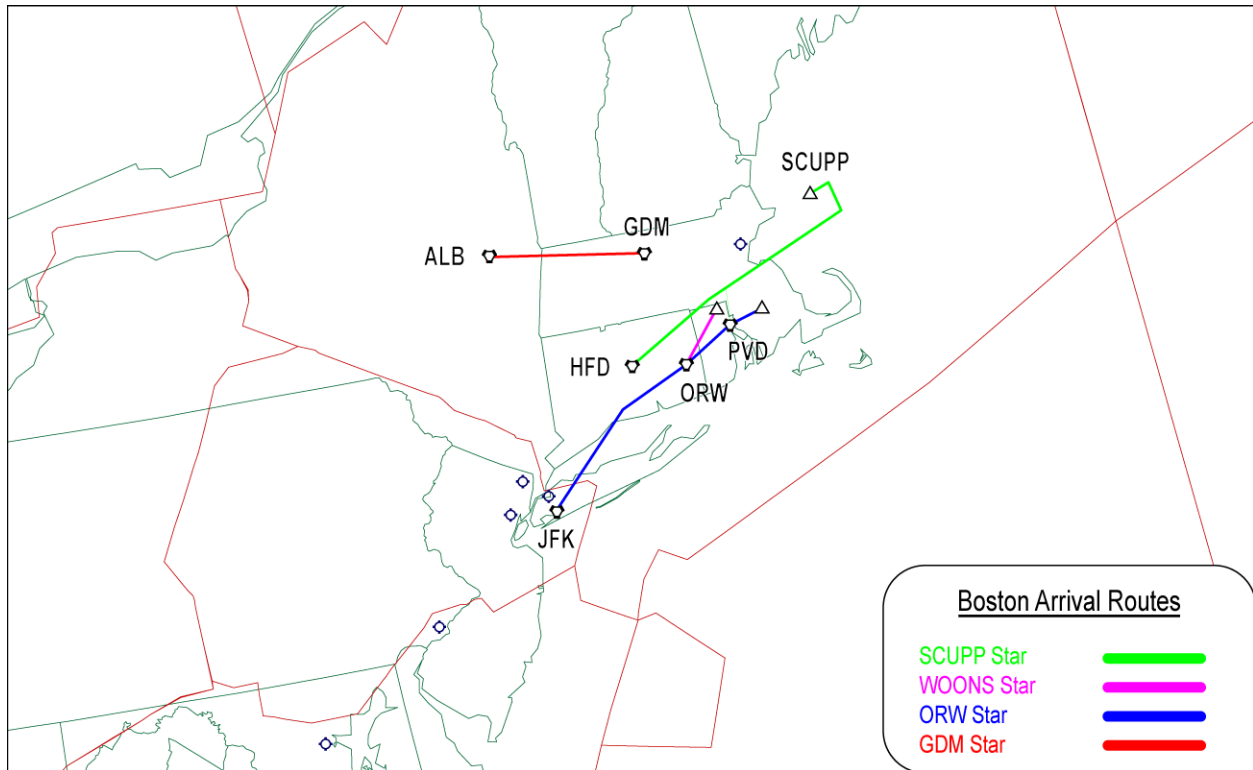 SCUPP
GDM
ALB
PVD
HFD
ORW
JFK
Boston Arrival Routes
SCUPP Star
WOONS Star
ORW Star
GDM Star